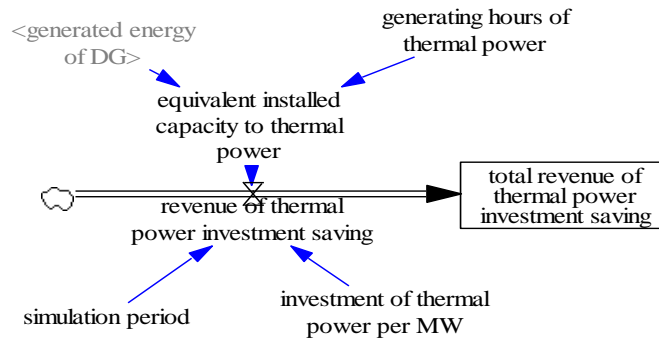 <generated energy
of DG>
generating hours of
thermal power
equivalent installed
capacity to thermal
power
total revenue of
thermal power
investment saving
revenue of thermal
power investment saving
simulation period
investment of thermal
power per MW